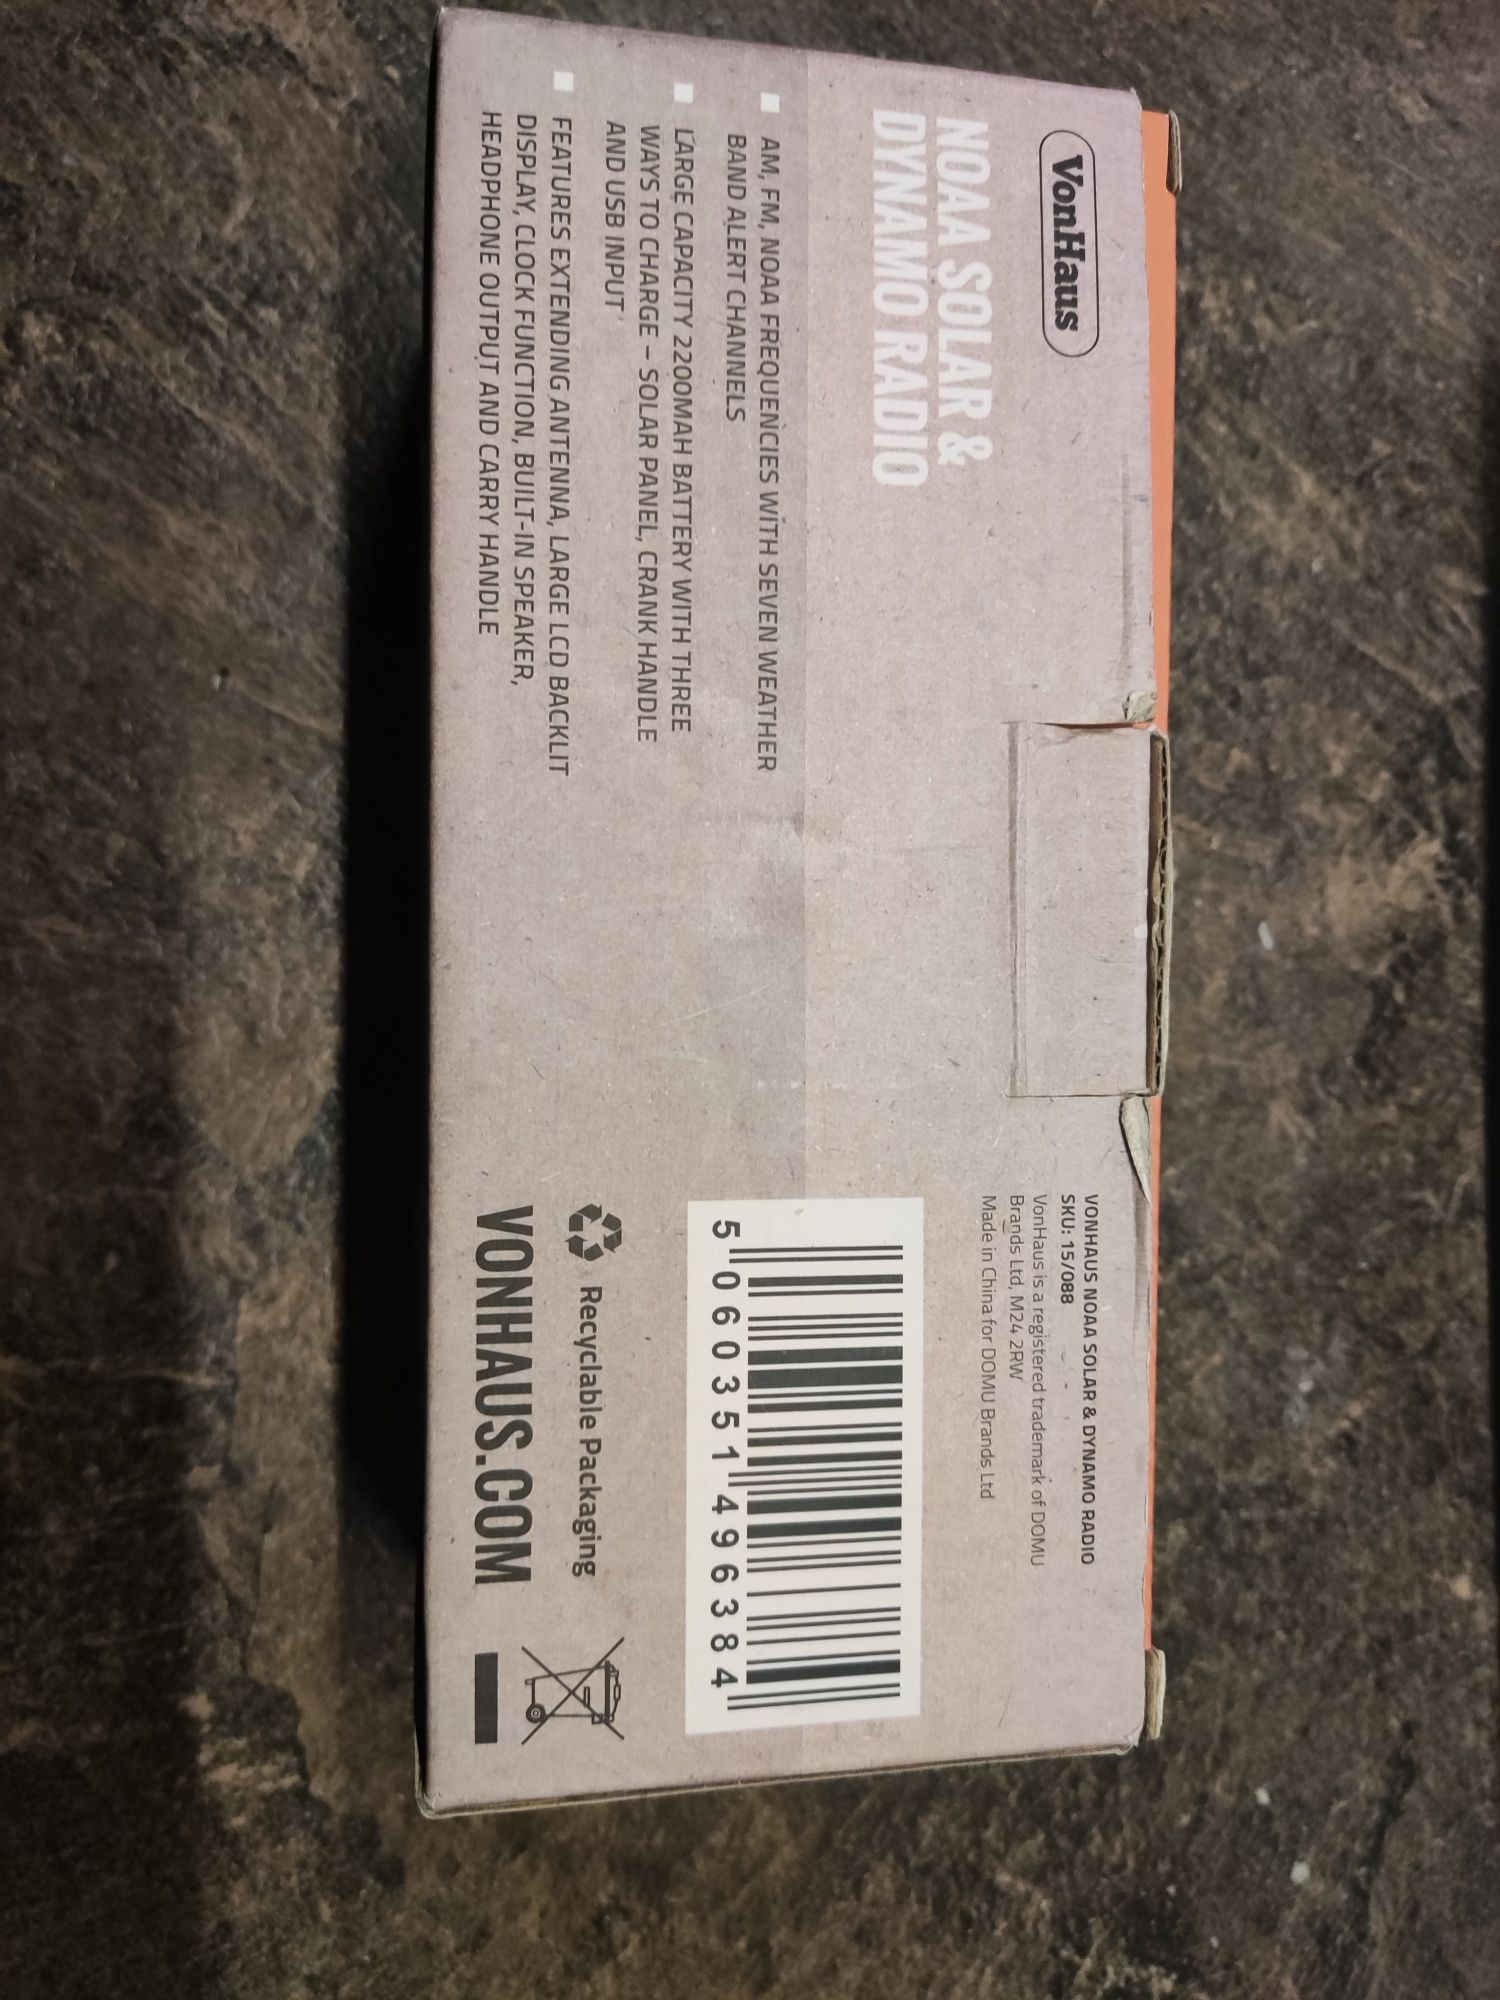 VonHaus
NOAA SOLAR &
DYNAMO RADIO
AM, FM, NOAA FREQUENCIES WITH SEVEN WEATHER
BAND ALERT CHANNELS
LARGE CAPACITY 2200MAH BATTERY WITH THREE
WAYS TO CHARGE – SOLAR PANEL, CRANK HANDLE
AND USB INPUT
FEATURES EXTENDING ANTENNA, LARGE LCD BACKLIT
DISPLAY, CLOCK FUNCTION, BUILT-IN SPEAKER,
HEADPHONE OUTPUT AND CARRY HANDLE
VONHAUS NOAA SOLAR & DYNAMO RADIO
SKU: 15/088
VonHaus is a registered trademark of DOMU
Brands Ltd, M24 2RW
Made in China for DOMU Brands Ltd
5 060351 496384
Recyclable Packaging
VONHAUS.COM